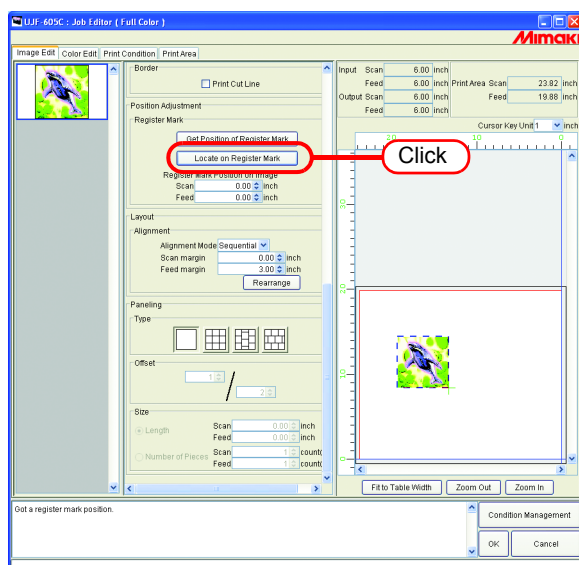 UJF-605C : Job Editor ( Full Color )
Mimaki
Image Edit Color Edit Print Condition Print Area
Border
Print Cut Line
Position Adjustment
Register Mark
Get Position of Register Mark
Locate on Register Mark
Click
Register Mark Position on Image
Scan 0.00 inch
Feed 0.00 inch
Layout
Alignment
Alignment Mode Sequential
Scan margin 0.00 inch
Feed margin 3.00 inch
Rearrange
Paneling
Type
Offset
1
/
2
Size
Length
Scan 0.00 inch
Feed 0.00 inch
Number of Pieces
Scan 1 count(
Feed 1 count(
Input Scan 6.00 inch
Feed 6.00 inch
Output Scan 6.00 inch
Feed 6.00 inch
Print Area Scan 23.82 inch
Feed 19.88 inch
Cursor Key Unit 1 inch
20 10 0
30
20
10
0
Fit to Table Width Zoom Out Zoom In
Got a register mark position.
Condition Management
OK Cancel